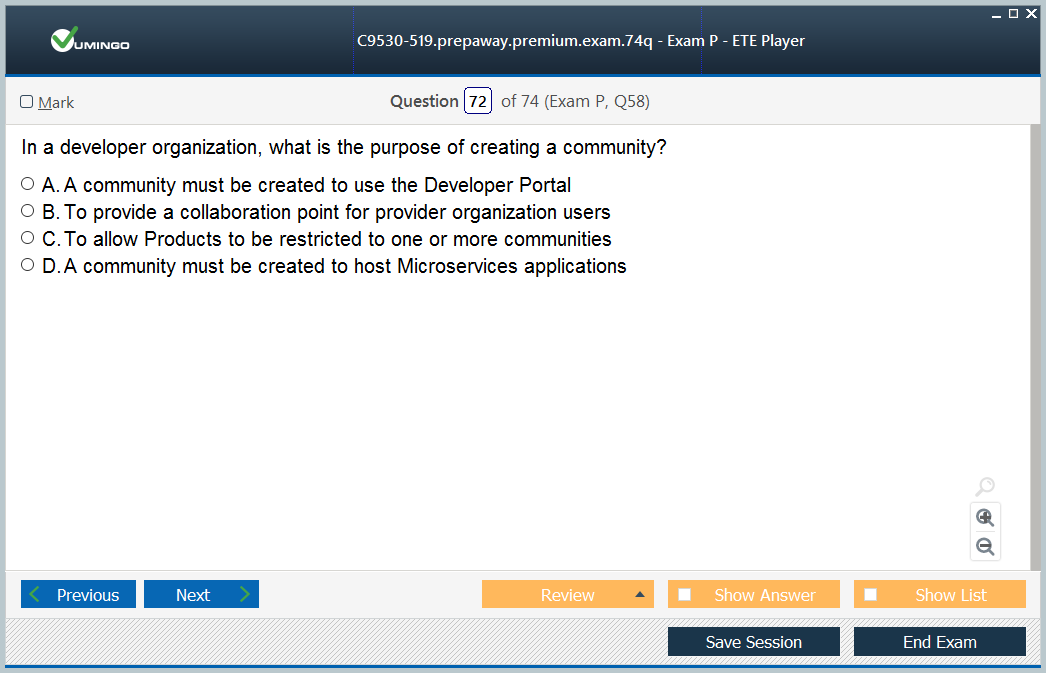 VUMINGO
C9530-519.prepaway.premium.exam.74q - Exam P - ETE Player
Mark
Question 72 of 74 (Exam P, Q58)
In a developer organization, what is the purpose of creating a community?
A. A community must be created to use the Developer Portal
B. To provide a collaboration point for provider organization users
C. To allow Products to be restricted to one or more communities
D. A community must be created to host Microservices applications
Previous Next Review Show Answer Show List
Save Session End Exam